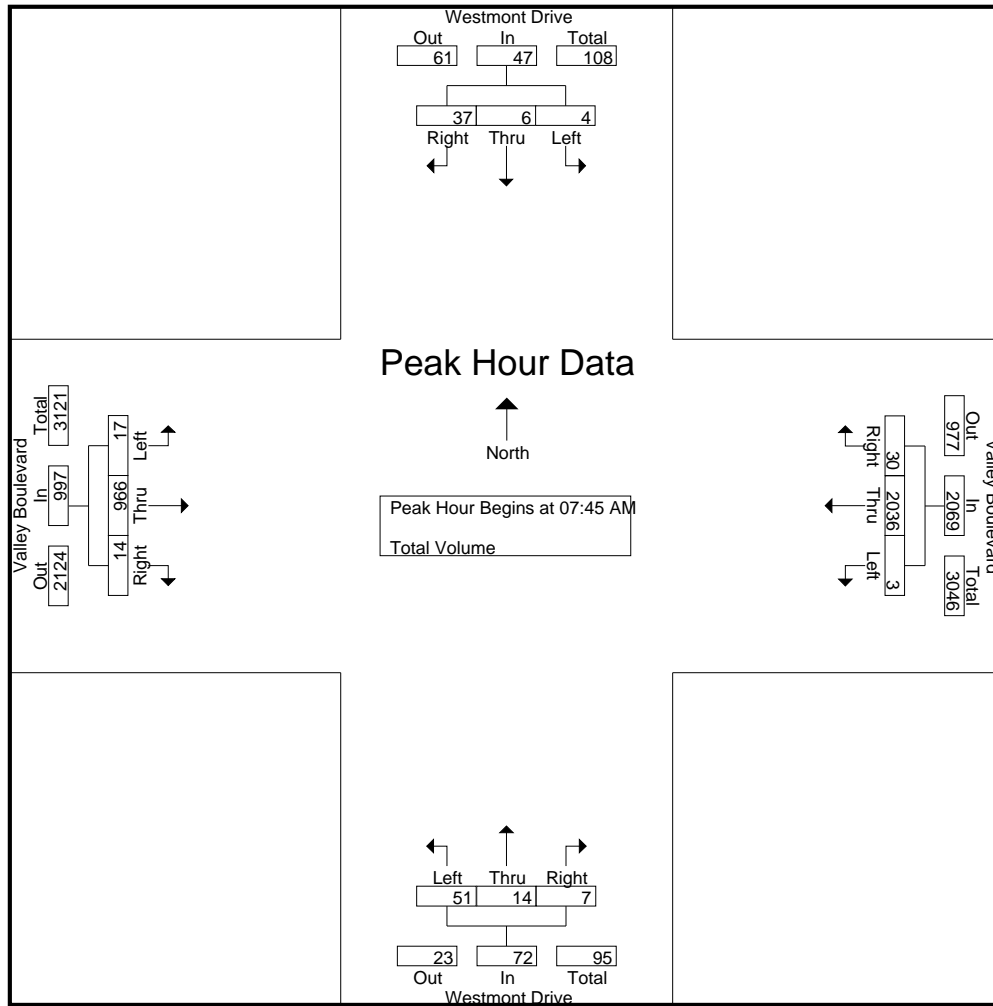 Westmont Drive
Out In Total
61 47 108
37 6 4
Right Thru Left
Peak Hour Data
North
Peak Hour Begins at 07:45 AM
Total Volume
Valley Boulevard
Out In Total
2124 997 3121
14 966 17
Right Thru Left
Valley Boulevard
Out In Total
977 2069 3046
30 2036 3
Right Thru Left
Left Thru Right
51 14 7
23 72 95
Out In Total
Westmont Drive